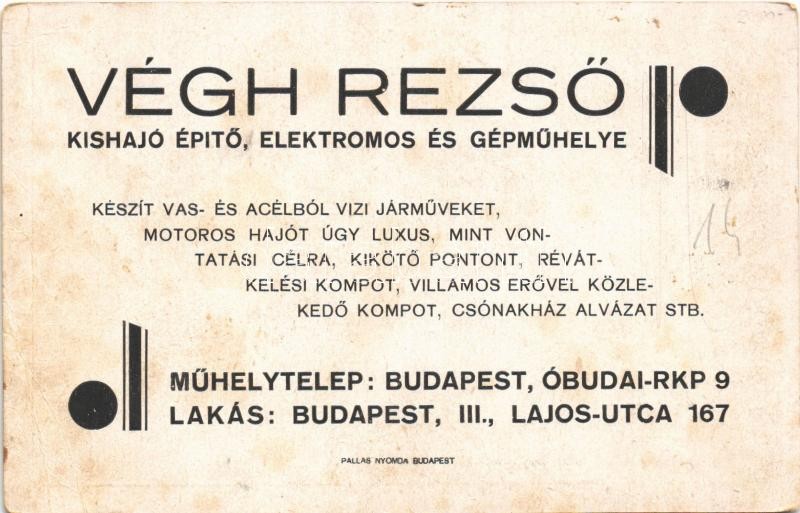 VÉGH REZSŐ
KISHAJÓ ÉPITŐ, ELEKTROMOS ÉS GÉPMŰHELYE
KÉSZÍT VAS- ÉS ACÉLBÓL VIZI JÁRMŰVEKET,
MOTOROS HAJÓT ÚGY LUXUS, MINT VON-
TATÁSI CÉLRA, KIKÖTŐ PONTONT, RÉVÁT-
KELÉSI KOMPOT, VILLAMOS ERŐVEL KÖZLE-
KEDŐ KOMPOT, CSÓNAKHÁZ ALVÁZAT STB.
MŰHELYTELEP: BUDAPEST, ÓBUDAI-RKP 9
LAKÁS: BUDAPEST, III., LAJOS-UTCA 167
PALLAS NYOMDA BUDAPEST